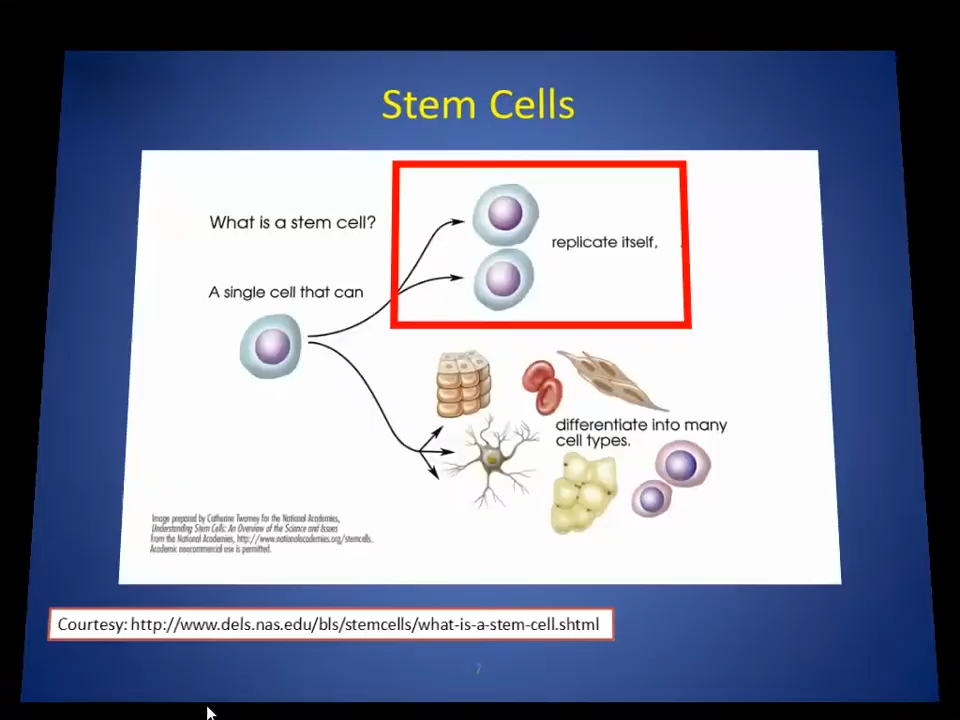 Stem Cells
What is a stem cell?
replicate itself,
A single cell that can
differentiate into many
cell types.
Image prepared by Catherine Twomey for the National Academies,
Understanding Stem Cells: An Overview of the Science and Issues
from the National Academies, http://www.nationalacademies.org/stemcells.
Academic noncommercial use is permitted.
Courtesy: http://www.dels.nas.edu/bls/stemcells/what-is-a-stem-cell.shtml
7